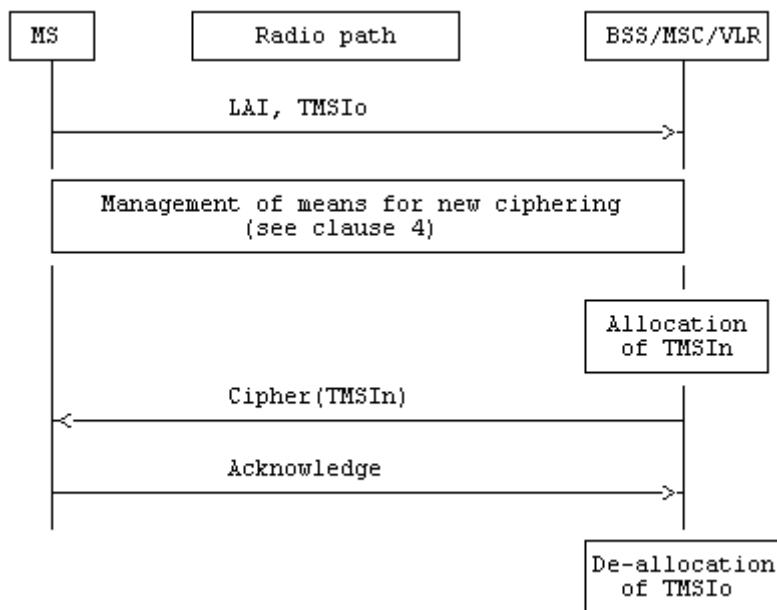 MS
Radio path
BSS/MSC/VLR
LAI, TMSIo
Management of means for new ciphering
(see clause 4)
Allocation
of TMSIn
Cipher(TMSIn)
Acknowledge
De-allocation
of TMSIo